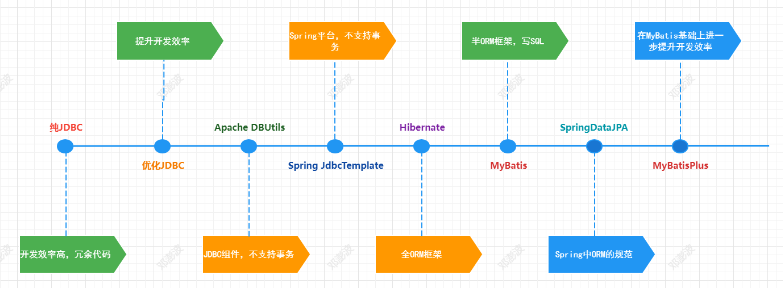 提升开发效率
Spring平台，不支持事
务
半ORM框架，写SQL
在MyBatis基础上进一
步提升开发效率
纯JDBC
Apache DBUtils
Hibernate
SpringDataJPA
优化JDBC
Spring JdbcTemplate
MyBatis
MyBatisPlus
开发效率高，冗余代码
JDBC组件，不支持事务
全ORM框架
Spring中ORM的规范